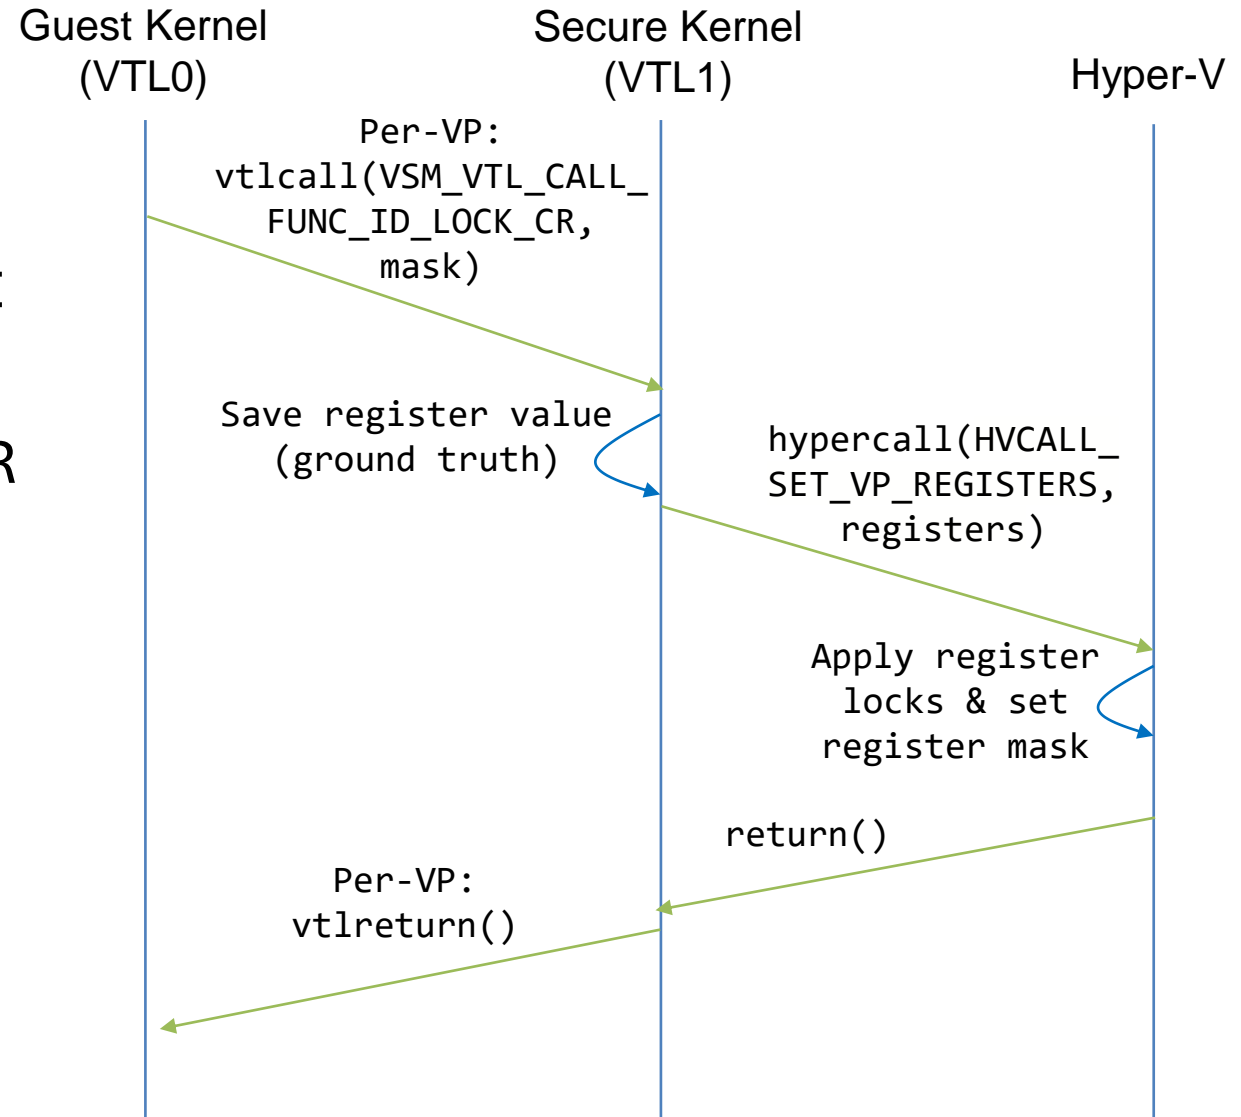 Guest Kernel
(VTL0)
Secure Kernel
(VTL1)
Hyper-V
Per-VP:
vtlcall(VSM_VTL_CALL_
FUNC_ID_LOCK_CR,
mask)
Save register value
(ground truth)
R
hypercall(HVCALL_
SET_VP_REGISTERS,
registers)
Apply register
locks & set
register mask
return()
Per-VP:
vtlreturn()